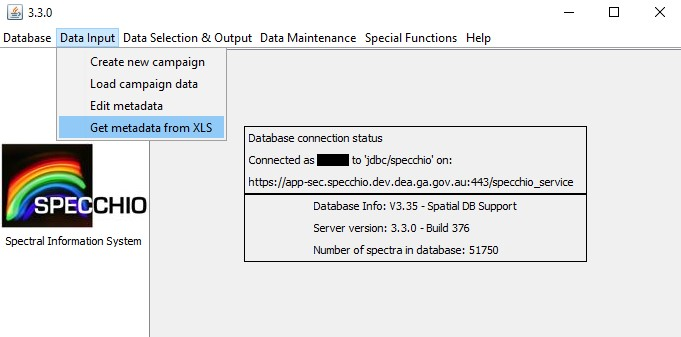 3.3.0
Database Data Input Data Selection & Output Data Maintenance Special Functions Help
Create new campaign
Load campaign data
Edit metadata
Get metadata from XLS
Database connection status
Connected as to 'jdbc/specchio' on:
https://app-sec.specchio.dev.dea.ga.gov.au:443/specchio_service
Database Info: V3.35 - Spatial DB Support
Server version: 3.3.0 - Build 376
Number of spectra in database: 51750
SPECCHIO
Spectral Information System